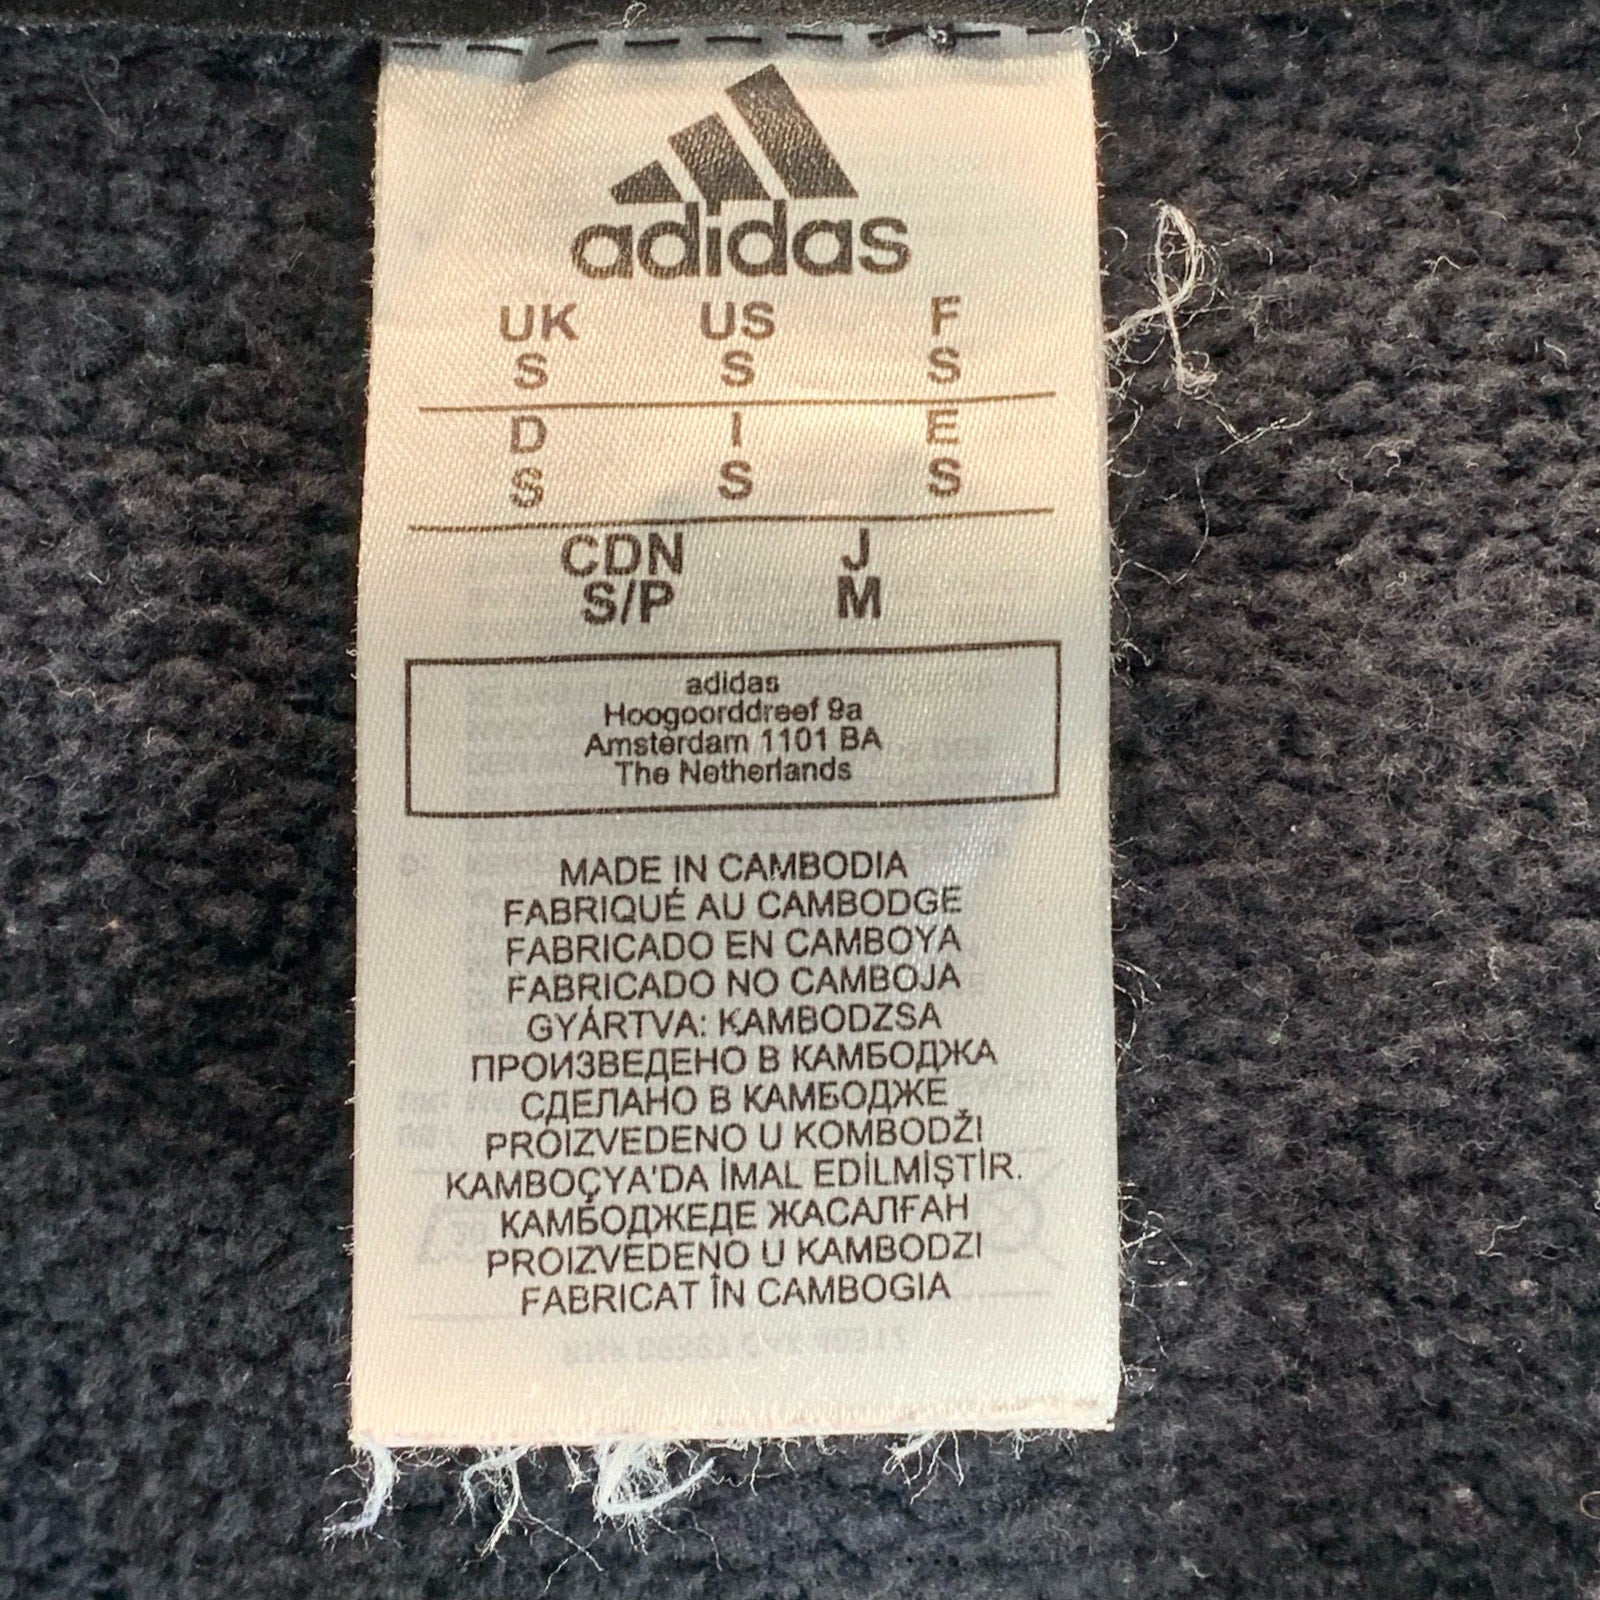 adidas
UK US F
S S S
D I E
S S S
CDN J
S/P M
adidas
Hoogoorddreef 9a
Amsterdam 1101 BA
The Netherlands
MADE IN CAMBODIA
FABRIQUÉ AU CAMBODGE
FABRICADO EN CAMBOYA
FABRICADO NO CAMBOJA
GYÁRTVA: KAMBODZSA
ПРОИЗВЕДЕНО В КАМБОДЖА
СДЕЛАНО В КАМБОДЖЕ
PROIZVEDENO U KOMBODŽI
KAMBOÇYA'DA İMAL EDİLMİŞTİR.
КАМБОДЖЕДЕ ЖАСАЛҒАН
PROIZVEDENO U KAMBODZI
FABRICAT ÎN CAMBOGIA